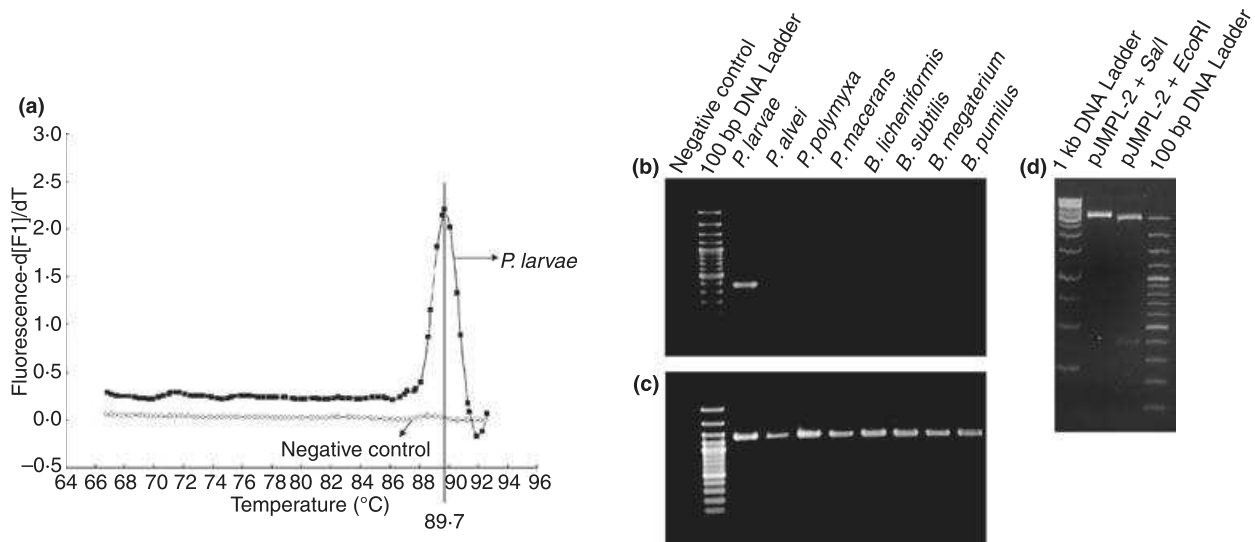 (a)
3·0
2·5
2·0
1·5
1·0
0·5
0·0
–0·5
Fluorescence-d[F1]/dT
P. larvae
Negative control
64 66 68 70 72 74 76 78 80 82 84 86 88 90 92 94 96
Temperature (°C)
89·7
(b)
Negative control
100 bp DNA Ladder
P. larvae
P. alvei
P. polymyxa
P. macerans
B. licheniformis
B. subtilis
B. megaterium
B. pumilus
(c)
(d)
1 kb DNA Ladder
pJMPL-2 + SalI
pJMPL-2 + EcoRI
100 bp DNA Ladder